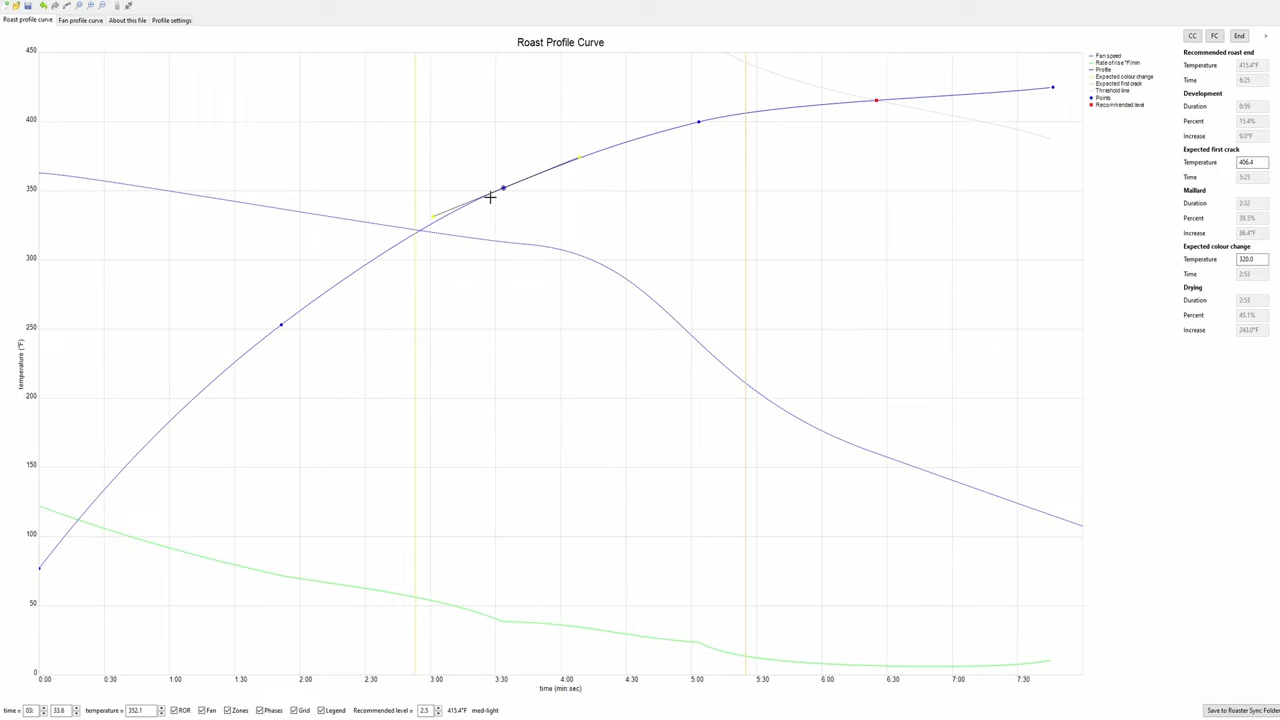 Roast profile curve Fan profile curve About this file Profile settings
Roast Profile Curve
CC FC End >
Recommended roast end
Temperature 415.4°F
Time 6:25
Development
Duration 0:59
Percent 15.4%
Increase 9.0°F
Expected first crack
Temperature 406.4
Time 5:25
Maillard
Duration 2:32
Percent 39.5%
Increase 86.4°F
Expected colour change
Temperature 320.0
Time 2:53
Drying
Duration 2:53
Percent 45.1%
Increase 243.0°F
Fan speed
Rate of rise °F/min
Profile
Expected colour change
Expected first crack
Threshold line
Points
Recommended level
450
400
350
300
250
200
150
100
50
0
temperature (°F)
0:00 0:30 1:00 1:30 2:00 2:30 3:00 3:30 4:00 4:30 5:00 5:30 6:00 6:30 7:00 7:30
time (min:sec)
time = 03: 33.6 temperature = 352.1 ROR Fan Zones Phases Grid Legend Recommended level = 2.5 415.4°F med-light
Save to Roaster Sync Folder